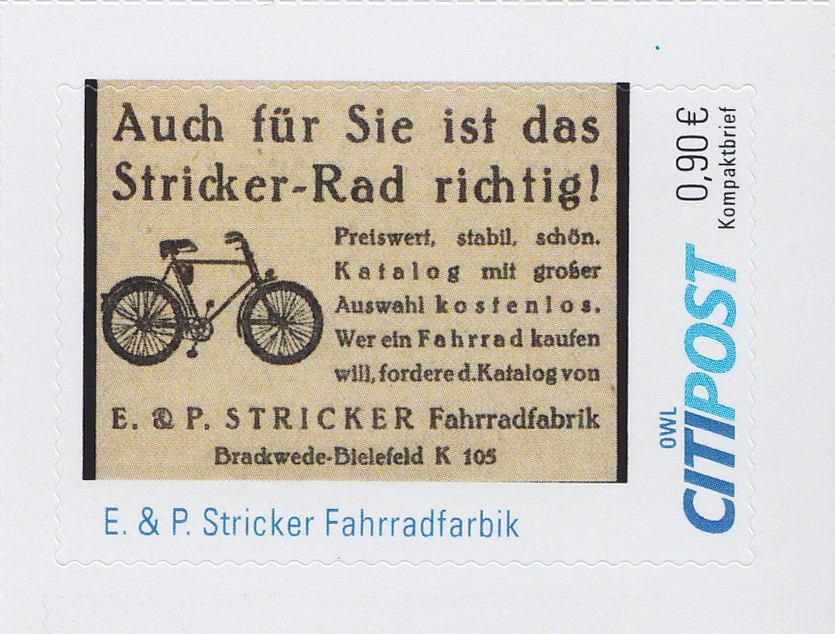 Auch für Sie ist das
Stricker-Rad richtig!
Preiswert, stabil, schön.
Katalog mit großer
Auswahl kostenlos.
Wer ein Fahrrad kaufen
will, fordere d. Katalog von
E. & P. STRICKER Fahrradfabrik
Brackwede-Bielefeld K 105
E. & P. Stricker Fahrradfarbik
0,90 €
Kompaktbrief
OWL
CITIPOST